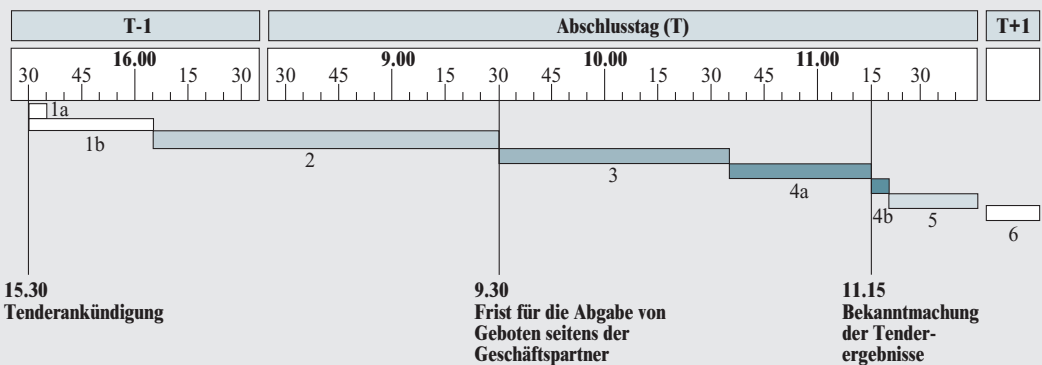 T-1
Abschlusstag (T)
T+1
16.00
9.00
10.00
11.00
30 45 15 30
30 45 15 30 45 15 30 45 15 30
1a
1b
2
3
4a
4b
5
6
15.30
Tenderankündigung
9.30
Frist für die Abgabe von
Geboten seitens der
Geschäftspartner
11.15
Bekanntmachung
der Tender-
ergebnisse